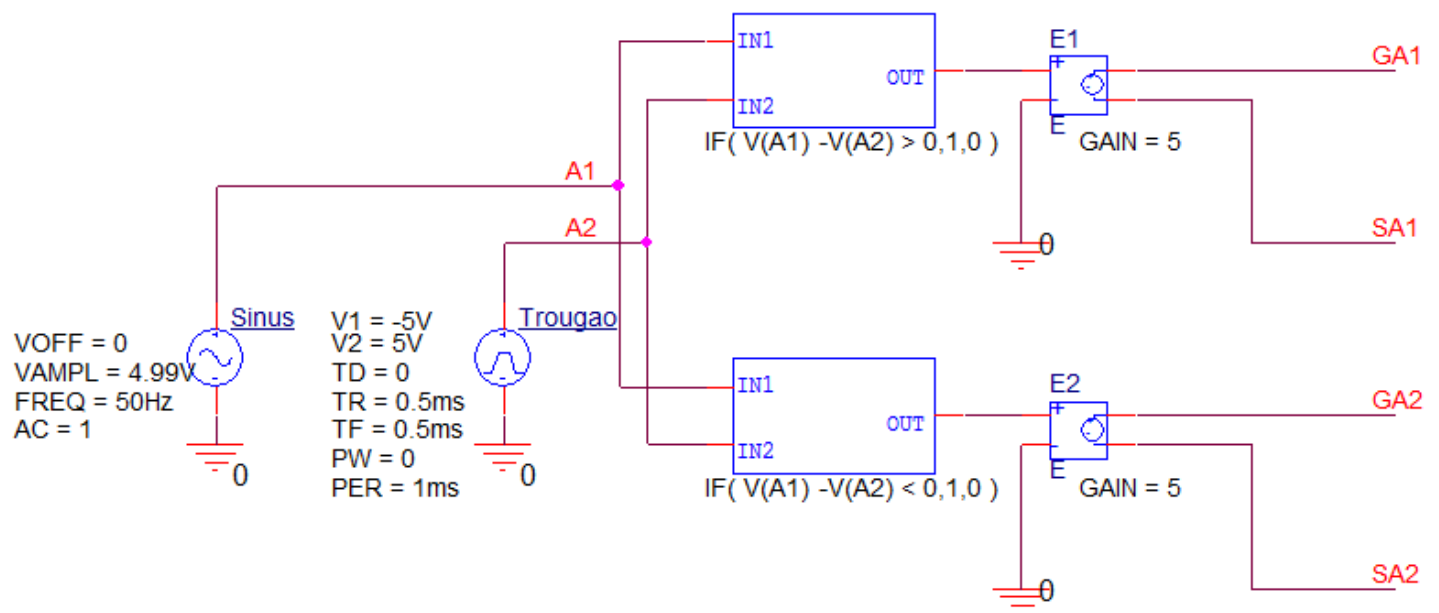 IN1
IN2
OUT
IF( V(A1) -V(A2) > 0,1,0 )
E1
E
GAIN = 5
0
GA1
SA1
A1
A2
VOFF = 0
VAMPL = 4.99V
FREQ = 50Hz
AC = 1
Sinus
0
V1 = -5V
V2 = 5V
TD = 0
TR = 0.5ms
TF = 0.5ms
PW = 0
PER = 1ms
Trougao
0
IN1
IN2
OUT
IF( V(A1) -V(A2) < 0,1,0 )
E2
E
GAIN = 5
0
GA2
SA2